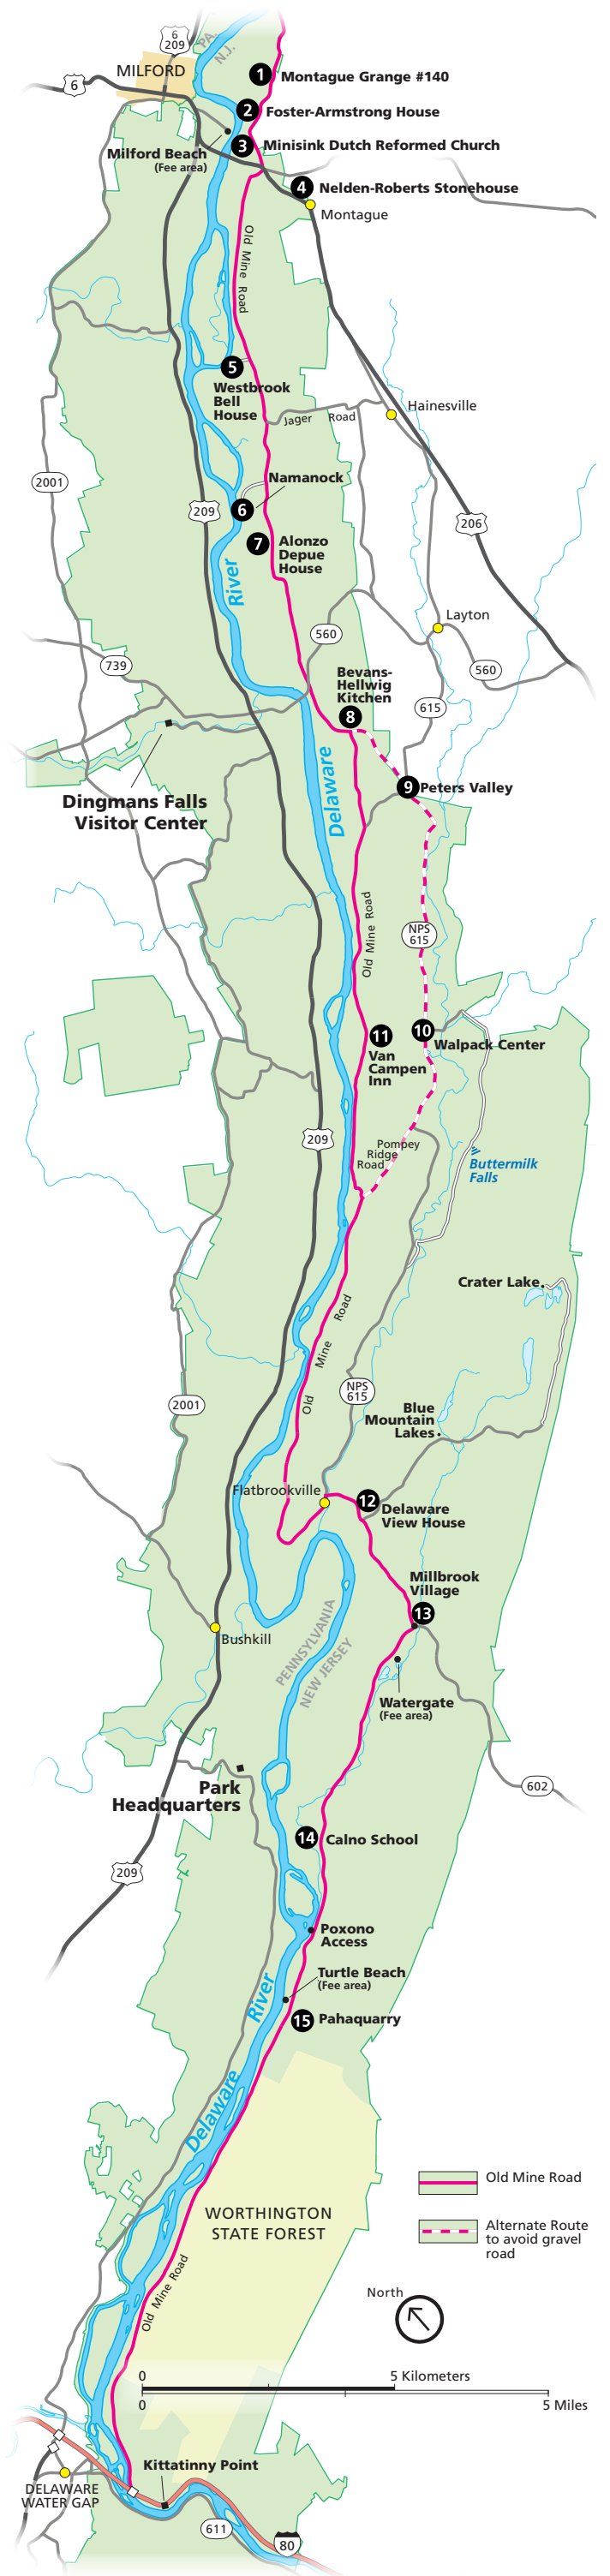 6
209
PA.
N.J.
MILFORD
6
1
Montague Grange #140
2
Foster-Armstrong House
3
Minisink Dutch Reformed Church
Milford Beach
(Fee area)
4
Nelden-Roberts Stonehouse
Montague
Old Mine Road
5
Westbrook
Bell
House
Hainesville
Jager Road
2001
Namanock
209
6
206
7
Alonzo
Depue
House
River
Layton
560
739
560
Bevans-
Hellwig
Kitchen
615
8
Delaware
9
Peters Valley
Dingmans Falls
Visitor Center
Old Mine Road
NPS
615
11
10
Walpack Center
Van
Campen
Inn
209
Pompey
Ridge
Road
Buttermilk
Falls
Crater Lake
Old Mine Road
NPS
615
2001
Blue
Mountain
Lakes
Flatbrookville
12
Delaware
View House
Millbrook
Village
13
Bushkill
PENNSYLVANIA
NEW JERSEY
Watergate
(Fee area)
602
Park
Headquarters
14
Calno School
209
Poxono
Access
Turtle Beach
(Fee area)
River
15
Pahaquarry
Delaware
Old Mine Road
WORTHINGTON
STATE FOREST
Alternate Route
to avoid gravel
road
North
Old Mine Road
0
5 Kilometers
0
5 Miles
Kittatinny Point
DELAWARE
WATER GAP
611
80